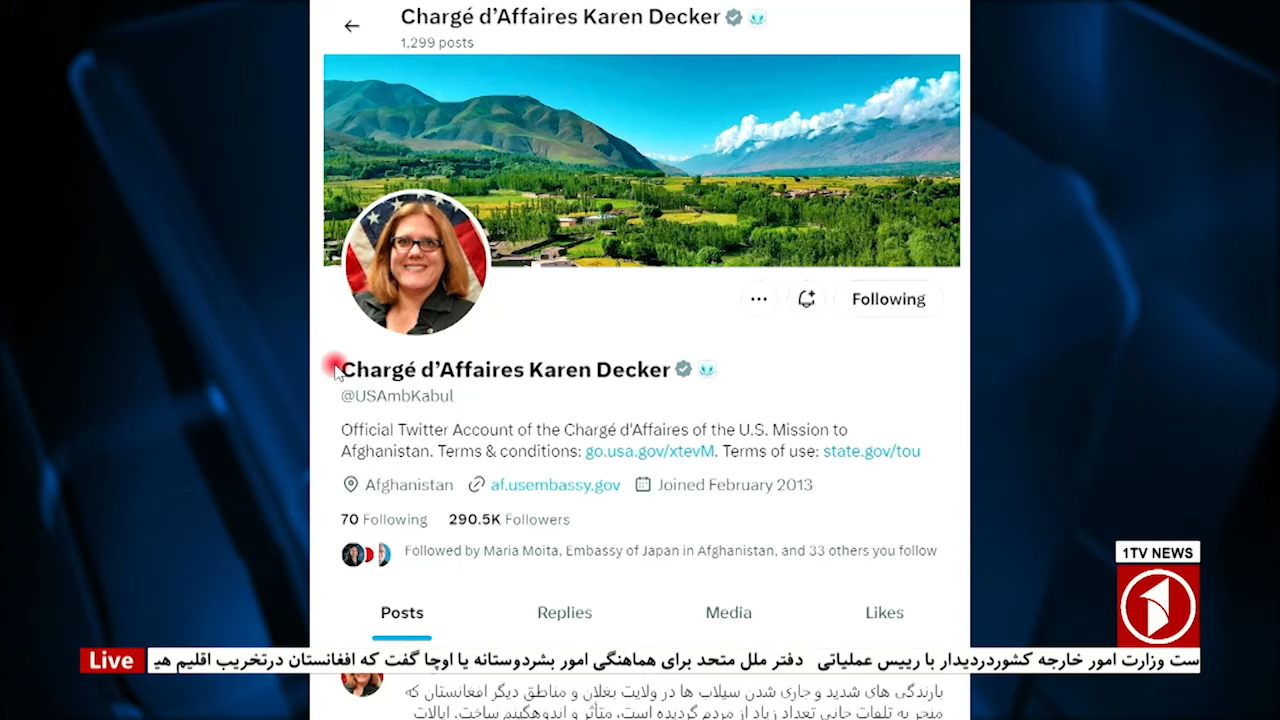 Chargé d’Affaires Karen Decker
1,299 posts
Following
Chargé d’Affaires Karen Decker
@USAmbKabul
Official Twitter Account of the Chargé d'Affaires of the U.S. Mission to
Afghanistan. Terms & conditions: go.usa.gov/xtevM. Terms of use: state.gov/tou
Afghanistan af.usembassy.gov Joined February 2013
70 Following 290.5K Followers
Followed by Maria Moita, Embassy of Japan in Afghanistan, and 33 others you follow
Posts Replies Media Likes
1TV NEWS
Live
ست وزارت امور خارجه کشوردردیدار با رییس عملیاتی دفتر ملل متحد برای هماهنگی امور بشردوستانه یا اوچا گفت که افغانستان درتخریب اقلیم هی
بارندگی های شدید و جاری شدن سیلاب ها در ولایت بغلان و مناطق دیگر افغانستان که
منجر به تلفات جانی تعداد زیاد از مردم گردیده است، متأثر و اندوهگینم ساخت. ایالات